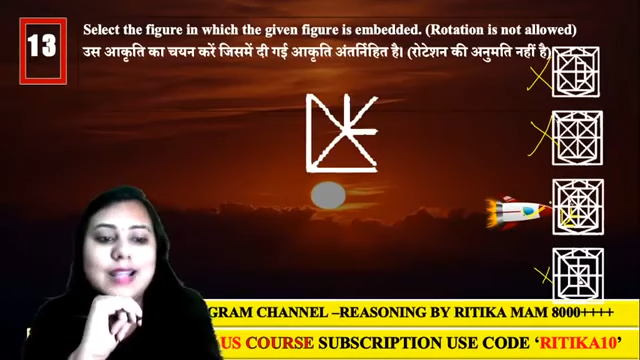 13
Select the figure in which the given figure is embedded. (Rotation is not allowed)
उस आकृति का चयन करें जिसमें दी गई आकृति अंतर्निहित है। (रोटेशन की अनुमति नहीं है)
GRAM CHANNEL –REASONING BY RITIKA MAM 8000++++
US COURSE SUBSCRIPTION USE CODE ‘RITIKA10’